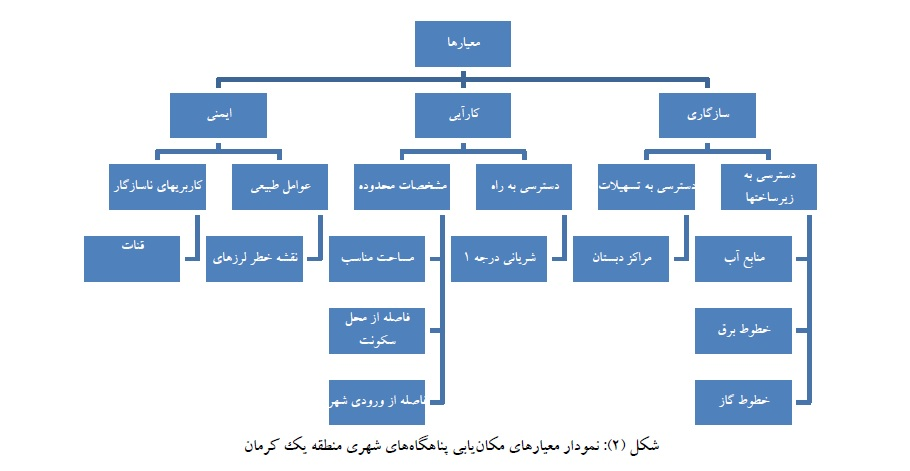 معیارها
سازگاری
کارآیی
ایمنی
دسترسی به
زیرساختها
دسترسی به تسهیلات
دسترسی به راه
مشخصات محدوده
عوامل طبیعی
کاربریهای ناسازگار
منابع آب
مراکز دبستان
شریانی درجه ۱
مساحت مناسب
نقشه خطر لرزهای
قنات
خطوط برق
فاصله از محل
سکونت
خطوط گاز
فاصله از ورودی شهر
شکل (۲): نمودار معیارهای مکان‌یابی پناهگاه‌های شهری منطقه یک کرمان